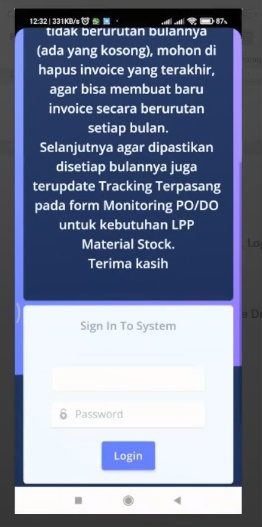 12:32 | 331KB/s
87%
tidak berurutan bulannya
(ada yang kosong), mohon di
hapus invoice yang terakhir,
agar bisa membuat baru
invoice secara berurutan
setiap bulan.
Selanjutnya agar dipastikan
disetiap bulannya juga
terupdate Tracking Terpasang
pada form Monitoring PO/DO
untuk kebutuhan LPP
Material Stock.
Terima kasih
Sign In To System
Password
Login